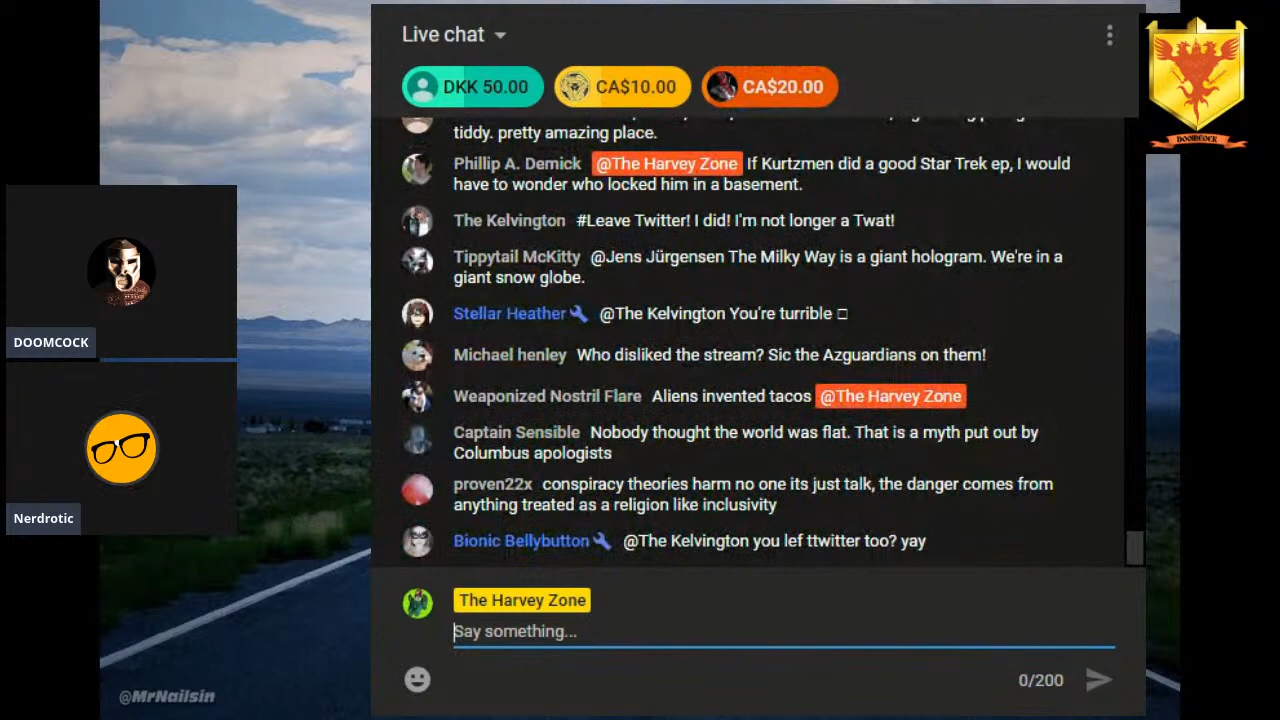 Live chat
DKK 50.00
CA$10.00
CA$20.00
DOOMCOCK
tiddy. pretty amazing place.
Phillip A. Demick @The Harvey Zone If Kurtzmen did a good Star Trek ep, I would
have to wonder who locked him in a basement.
The Kelvington #Leave Twitter! I did! I'm not longer a Twat!
Tippytail McKitty @Jens Jürgensen The Milky Way is a giant hologram. We're in a
giant snow globe.
Stellar Heather @The Kelvington You're turrible □
DOOMCOCK
Michael henley Who disliked the stream? Sic the Azguardians on them!
Weaponized Nostril Flare Aliens invented tacos @The Harvey Zone
Captain Sensible Nobody thought the world was flat. That is a myth put out by
Columbus apologists
proven22x conspiracy theories harm no one its just talk, the danger comes from
anything treated as a religion like inclusivity
Nerdrotic
Bionic Bellybutton @The Kelvington you lef ttwitter too? yay
The Harvey Zone
Say something...
0/200
@MrNailsin